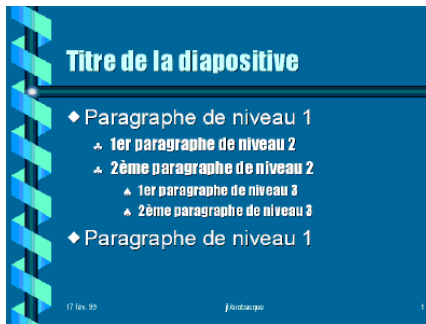 Titre de la diapositive
Paragraphe de niveau 1
1er paragraphe de niveau 2
2ème paragraphe de niveau 2
1er paragraphe de niveau 3
2ème paragraphe de niveau 3
Paragraphe de niveau 1
17 fév. 99
1